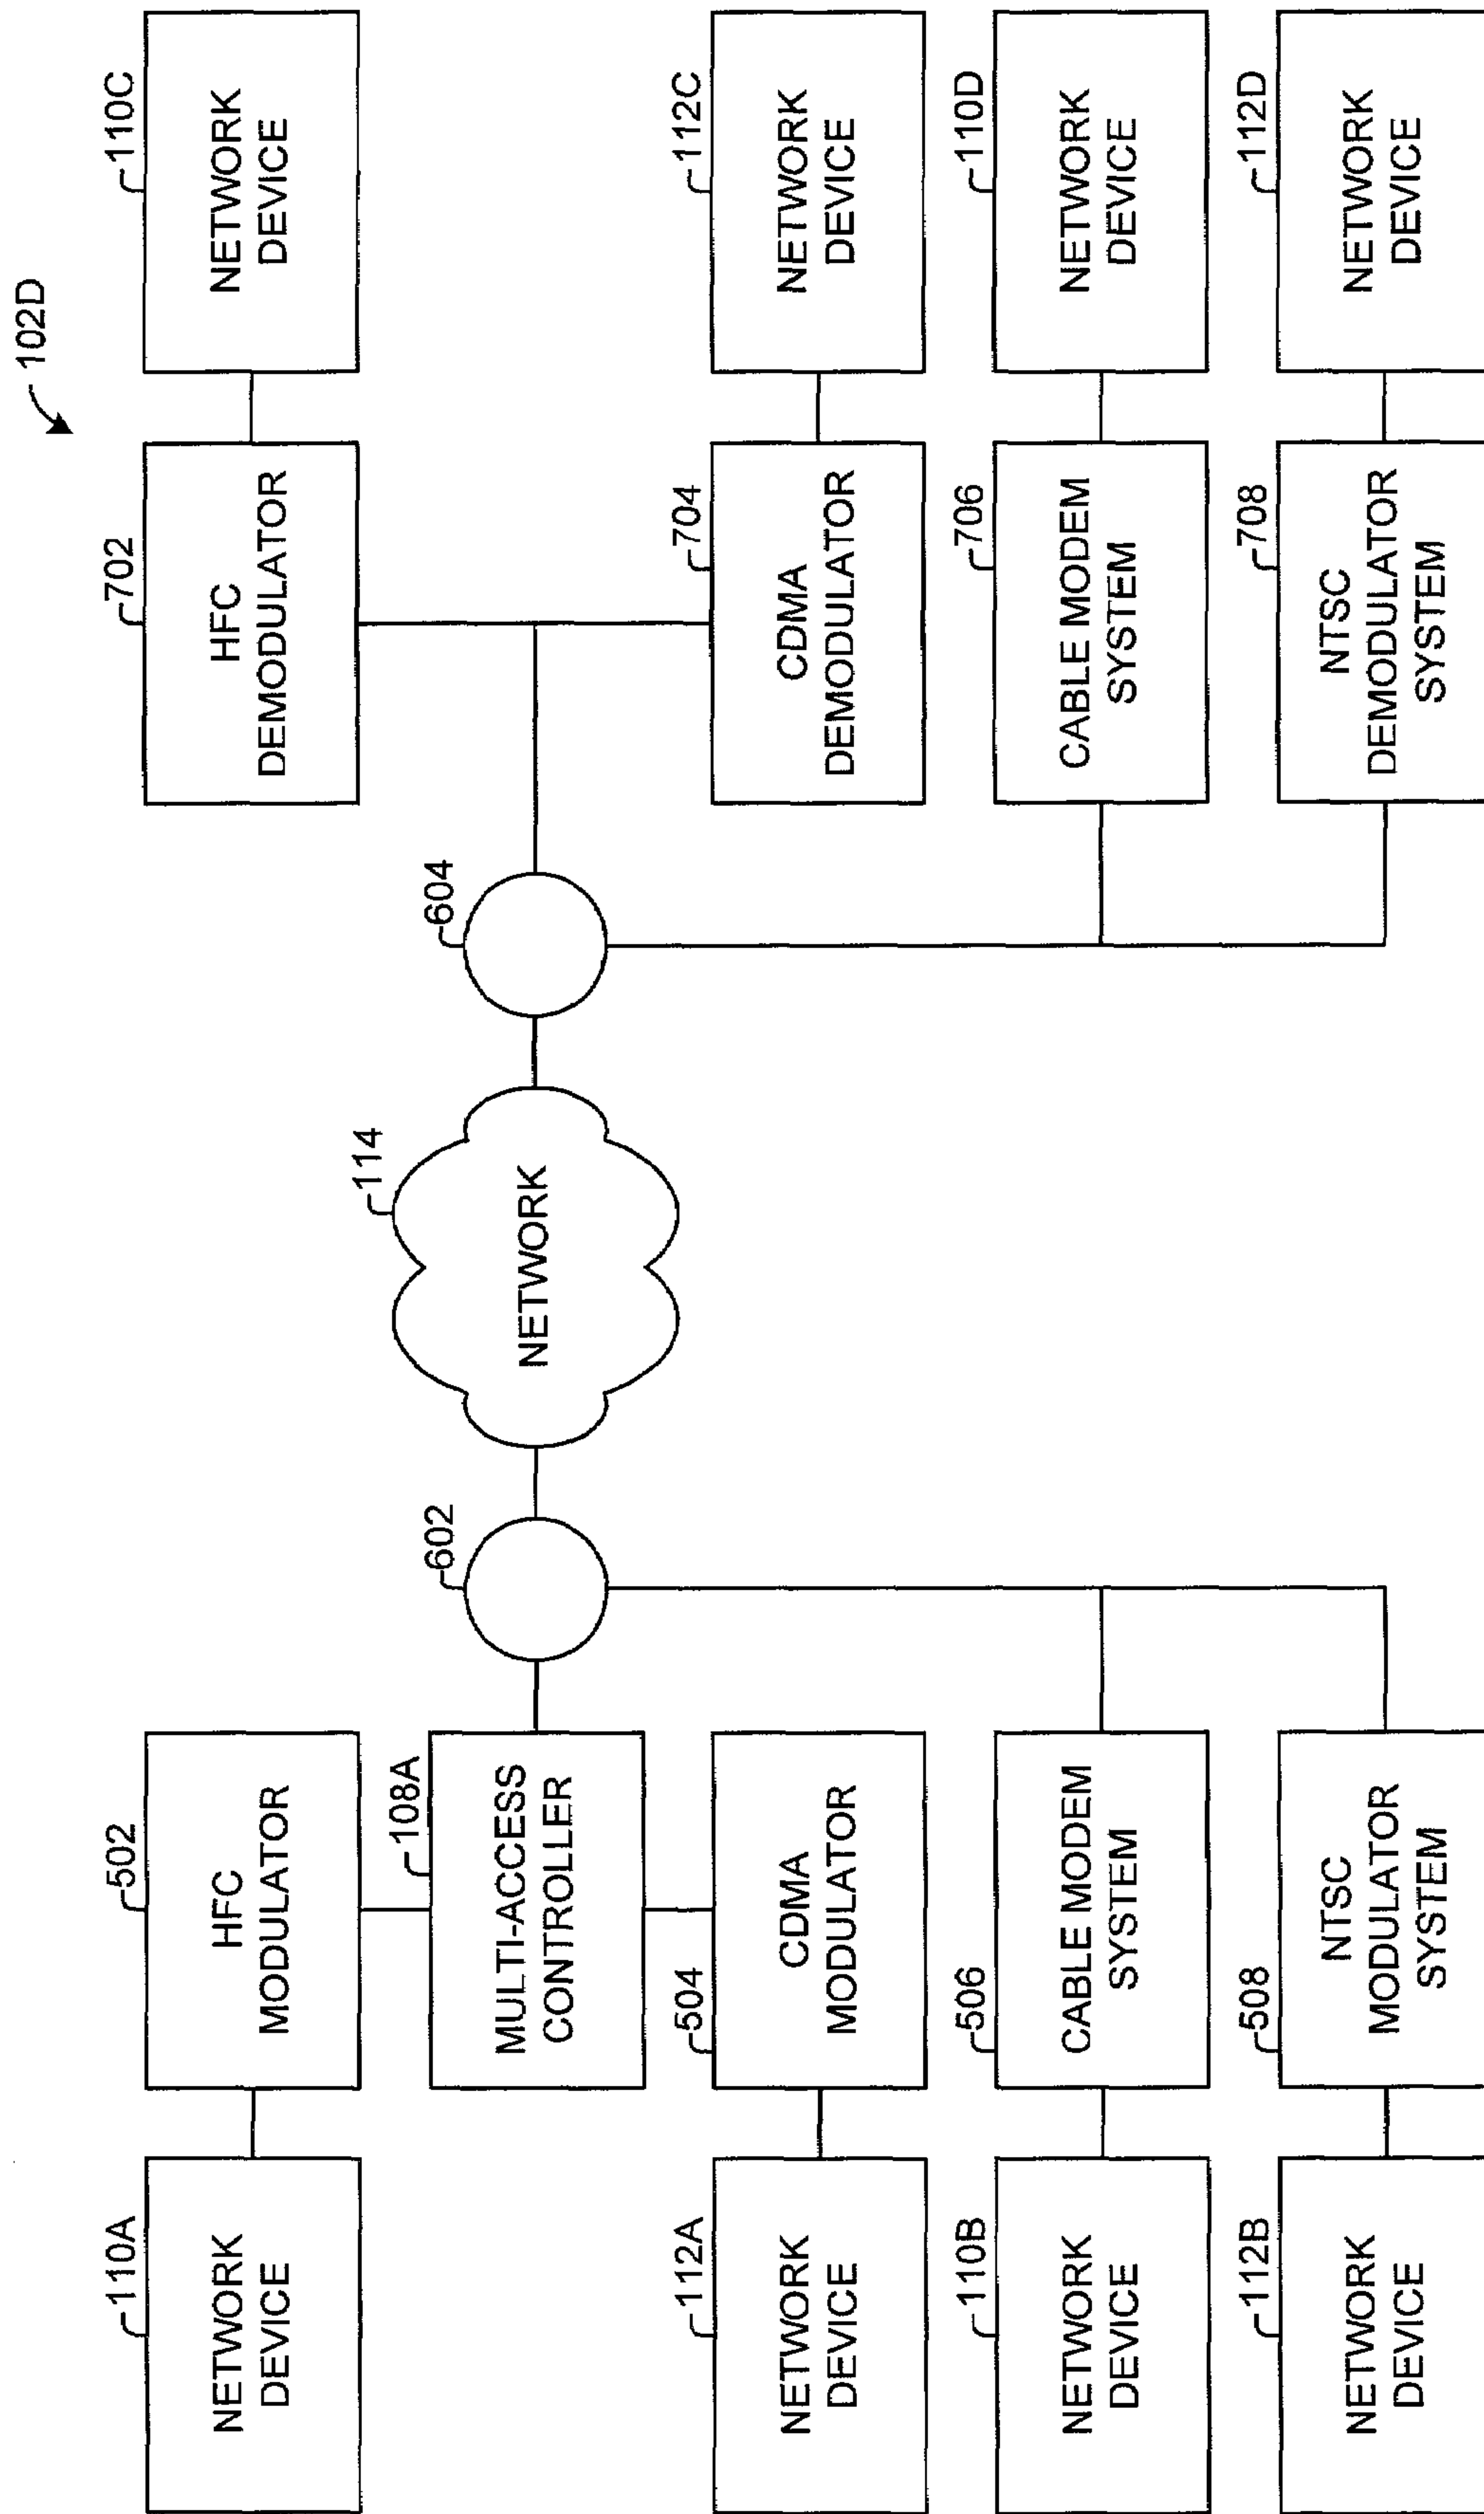 102D
110A
NETWORK
DEVICE
502
HFC
MODULATOR
702
HFC
DEMODULATOR
110C
NETWORK
DEVICE
108A
MULTI-ACCESS
CONTROLLER
602
114
NETWORK
604
112A
NETWORK
DEVICE
504
CDMA
MODULATOR
704
CDMA
DEMODULATOR
112C
NETWORK
DEVICE
110B
NETWORK
DEVICE
506
CABLE MODEM
SYSTEM
706
CABLE MODEM
SYSTEM
110D
NETWORK
DEVICE
112B
NETWORK
DEVICE
508
NTSC
MODULATOR
SYSTEM
708
NTSC
DEMODULATOR
SYSTEM
112D
NETWORK
DEVICE